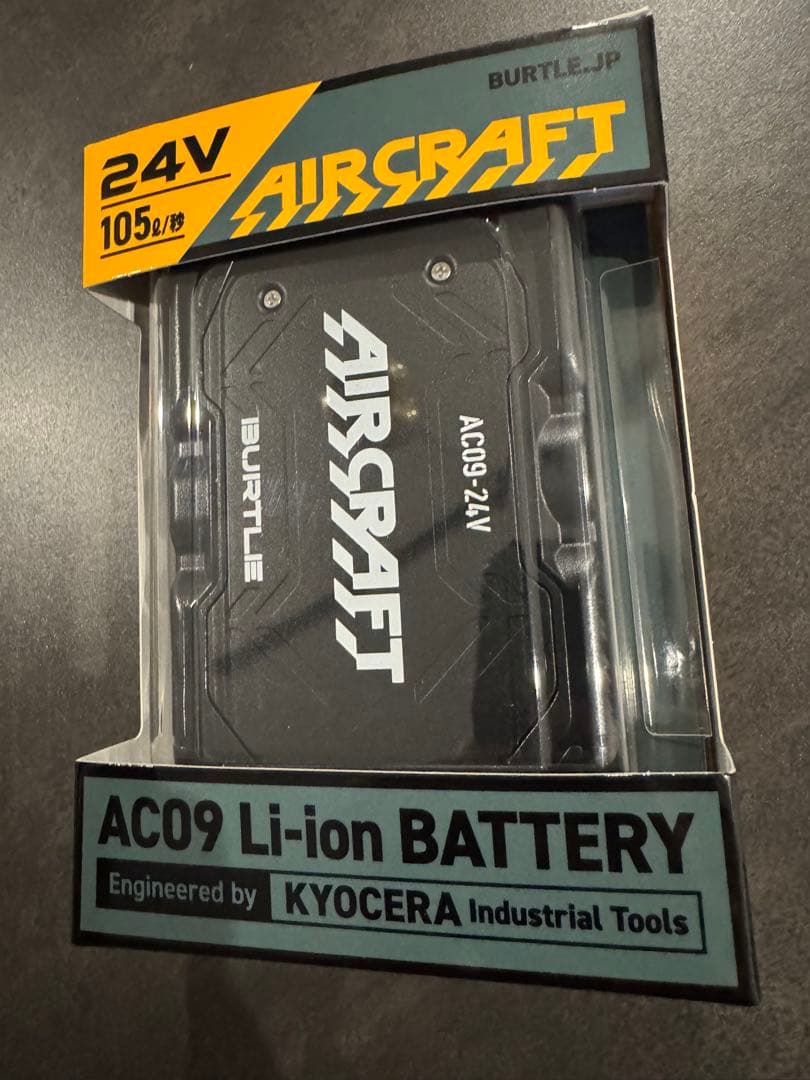 BURTLE.JP
24V
AIRCRAFT
105ℓ/秒
AIRCRAFT
BURTLE
AC09-24V
AC09 Li-ion BATTERY
Engineered by KYOCERA Industrial Tools